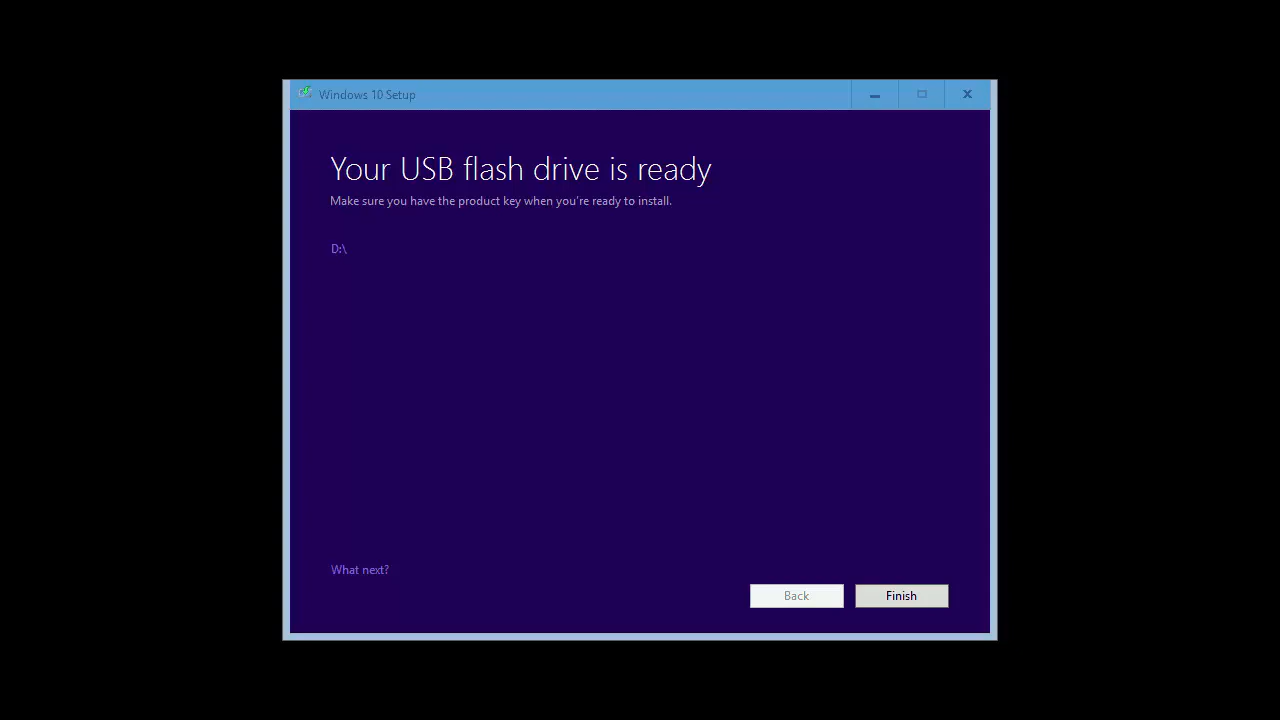 Windows 10 Setup
Your USB flash drive is ready
Make sure you have the product key when you're ready to install.
D:\
What next?
Back
Finish